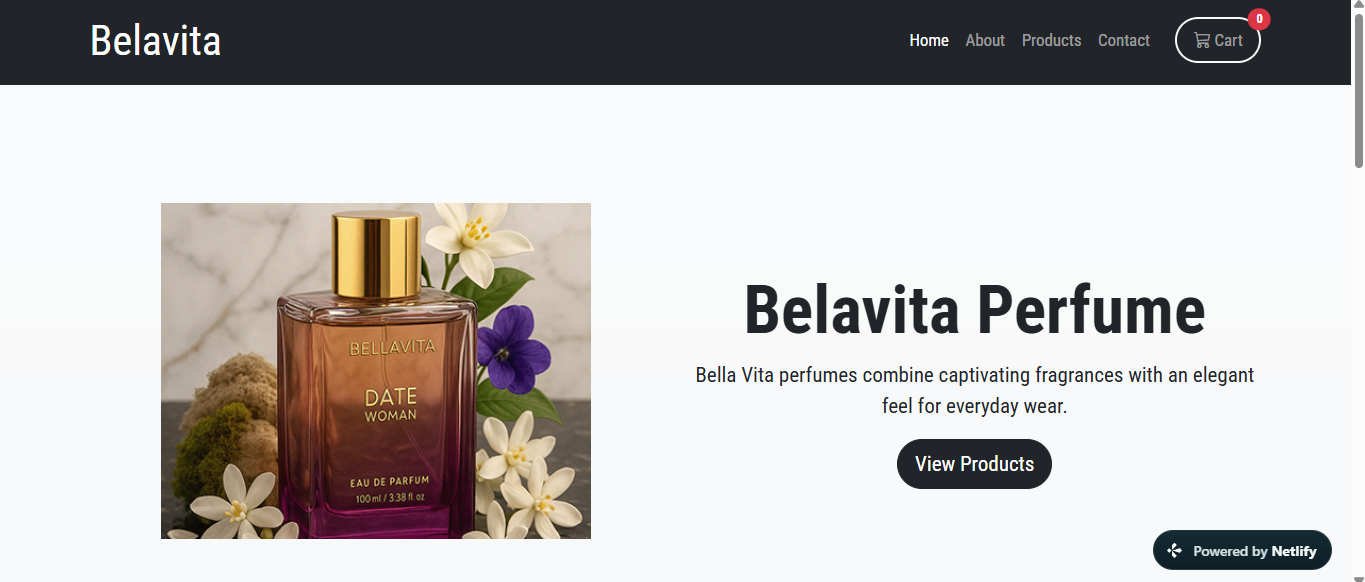 Belavita
Home About Products Contact Cart 0
BELLAVITA
DATE
WOMAN
EAU DE PARFUM
100 ml / 3.38 fl. oz
Belavita Perfume
Bella Vita perfumes combine captivating fragrances with an elegant
feel for everyday wear.
View Products
Powered by Netlify